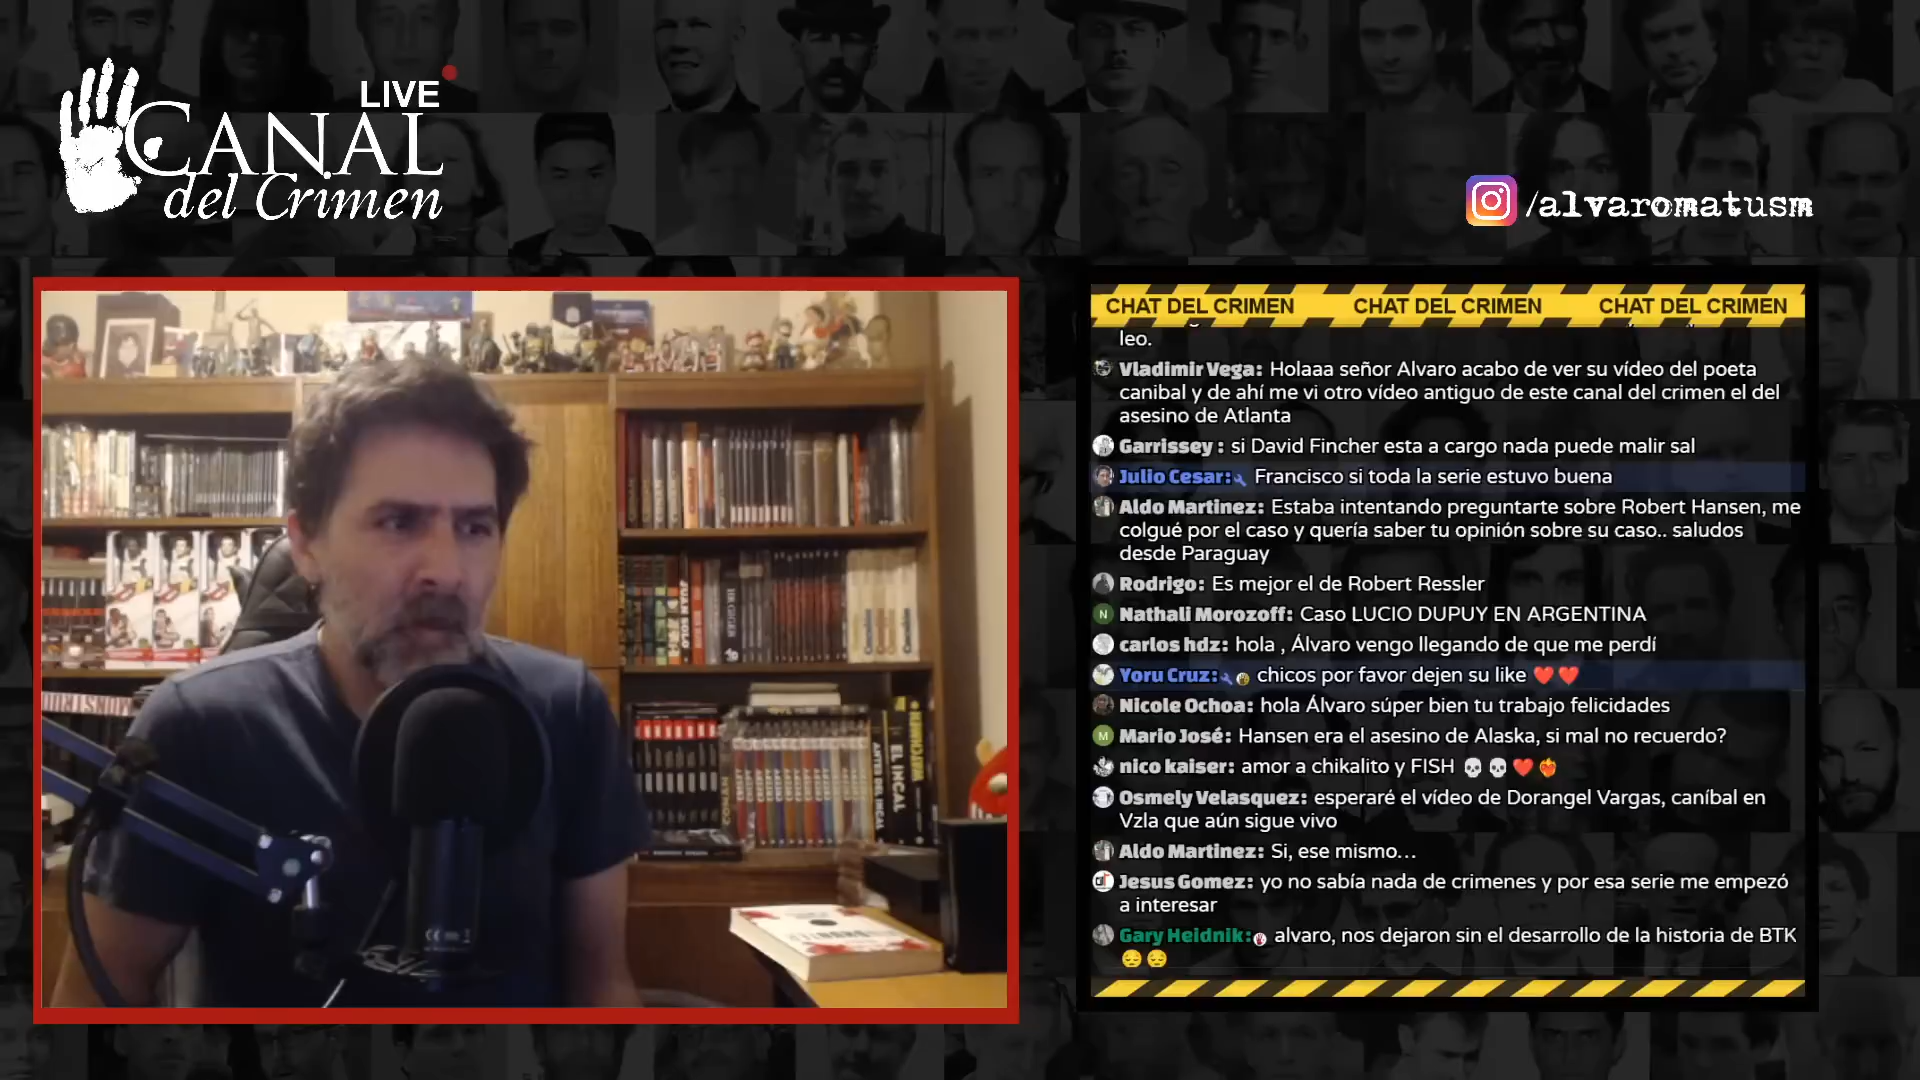 LIVE
CANAL
del Crimen
/alvaromatusm
CHAT DEL CRIMEN CHAT DEL CRIMEN CHAT DEL CRIMEN
leo.
Vladimir Vega: Holaaa señor Alvaro acabo de ver su vídeo del poeta
canibal y de ahí me vi otro vídeo antiguo de este canal del crimen el del
asesino de Atlanta
Garrissey : si David Fincher esta a cargo nada puede malir sal
Julio Cesar: Francisco si toda la serie estuvo buena
Aldo Martinez: Estaba intentando preguntarte sobre Robert Hansen, me
colgué por el caso y quería saber tu opinión sobre su caso.. saludos
desde Paraguay
Rodrigo: Es mejor el de Robert Ressler
N Nathali Morozoff: Caso LUCIO DUPUY EN ARGENTINA
carlos hdz: hola , Álvaro vengo llegando de que me perdí
Yoru Cruz: chicos por favor dejen su like ❤️❤️
Nicole Ochoa: hola Álvaro súper bien tu trabajo felicidades
M Mario José: Hansen era el asesino de Alaska, si mal no recuerdo?
nico kaiser: amor a chikalito y FISH 💀💀❤️❤️‍🔥
Osmely Velasquez: esperaré el vídeo de Dorangel Vargas, caníbal en
Vzla que aún sigue vivo
Aldo Martinez: Si, ese mismo...
Jesus Gomez: yo no sabía nada de crimenes y por esa serie me empezó
a interesar
Gary Heidnik: alvaro, nos dejaron sin el desarrollo de la historia de BTK
😔😔
JUAN SOLO
EL INCAL
ANTES DEL INCAL